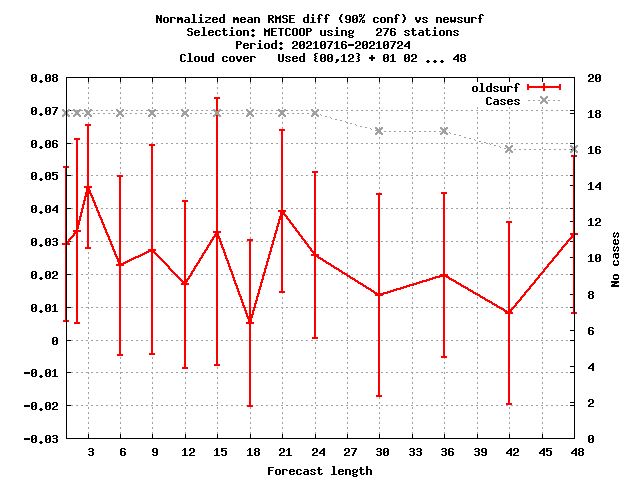 Normalized mean RMSE diff (90% conf) vs newsurf
Selection: METCOOP using   276 stations
Period: 20210716-20210724
Cloud cover   Used {00,12} + 01 02 ... 48
oldsurf
Cases
0.08
0.07
0.06
0.05
0.04
0.03
0.02
0.01
0
-0.01
-0.02
-0.03
20
18
16
14
12
10
8
6
4
2
0
No cases
3 6 9 12 15 18 21 24 27 30 33 36 39 42 45 48
Forecast length